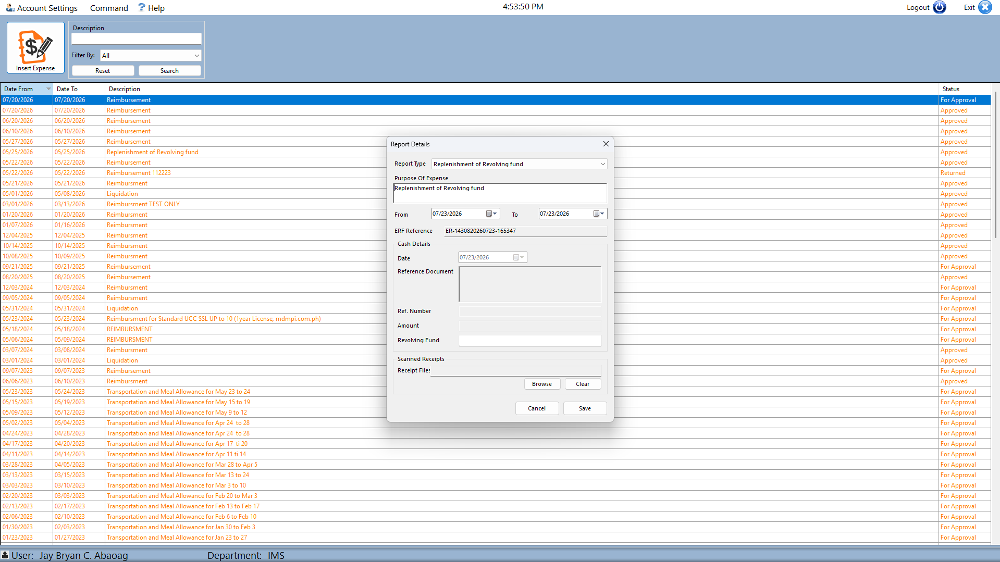 Account Settings Command ? Help 4:53:50 PM Logout Exit
Description
Filter By: All
Insert Expense Reset Search
Date From Date To Description Status
07/20/2026 07/20/2026 Reimbursement For Approval
07/20/2026 07/20/2026 Reimbursement Approved
06/20/2026 06/20/2026 Reimbursement Approved
06/10/2026 06/10/2026 Reimbursement Approved
05/27/2026 05/27/2026 Reimbursement Approved
05/25/2026 05/25/2026 Replenishment of Revolving fund Approved
05/22/2026 05/22/2026 Reimbursement Approved
05/22/2026 05/22/2026 Reimbursement 112223 Returned
05/21/2026 05/21/2026 Reimbursment Approved
05/01/2026 05/08/2026 Liquidation Approved
03/01/2026 03/13/2026 Reimbursment TEST ONLY Approved
01/20/2026 01/20/2026 Reimbursment Approved
01/07/2026 01/16/2026 Reimbursment Approved
12/04/2025 12/04/2025 Reimbursment Approved
10/14/2025 10/14/2025 Reimbursment Approved
10/08/2025 10/09/2025 Reimbursment Approved
09/21/2025 09/21/2025 Reimbursment For Approval
08/20/2025 08/20/2025 Reimbursment Approved
12/03/2024 12/03/2024 Reimbursment For Approval
09/05/2024 09/05/2024 Reimbursment For Approval
05/31/2024 05/31/2024 Liquidation For Approval
05/23/2024 05/23/2024 Reimbursment for Standard UCC SSL UP to 10 (1year License, mdmpi.com.ph) For Approval
05/18/2024 05/18/2024 REIMBURSMENT For Approval
05/06/2024 05/09/2024 REIMBURSMENT For Approval
03/07/2024 03/08/2024 Reimbursment Approved
03/01/2024 03/01/2024 Liquidation Approved
09/07/2023 09/07/2023 Reimbursement For Approval
06/06/2023 06/10/2023 Reimbursment Approved
05/23/2023 05/24/2023 Transportation and Meal Allowance for May 23 to 24 For Approval
05/15/2023 05/19/2023 Transportation and Meal Allowance for May 15 to 19 For Approval
05/09/2023 05/12/2023 Transportation and Meal Allowance for May 9 to 12 For Approval
05/02/2023 05/04/2023 Transportation and Meal Allowance for Apr 24 to 28 For Approval
04/24/2023 04/28/2023 Transportation and Meal Allowance for Apr 24 to 28 For Approval
04/17/2023 04/20/2023 Transportation and Meal Allowance for Apr 17 ti 20 For Approval
04/11/2023 04/14/2023 Transportation and Meal Allowance for Apr 11 ti 14 For Approval
03/28/2023 04/05/2023 Transportation and Meal Allowance for Mar 28 to Apr 5 For Approval
03/13/2023 03/15/2023 Transportation and Meal Allowance for Mar 13 to 24 For Approval
03/03/2023 03/10/2023 Transportation and Meal Allowance for Mar 3 to 10 For Approval
02/20/2023 03/03/2023 Transportation and Meal Allowance for Feb 20 to Mar 3 For Approval
02/13/2023 02/17/2023 Transportation and Meal Allowance for Feb 13 to Feb 17 For Approval
02/06/2023 02/10/2023 Transportation and Meal Allowance for Feb 6 to Feb 10 For Approval
01/30/2023 02/03/2023 Transportation and Meal Allowance for Jan 30 to Feb 3 For Approval
01/23/2023 01/27/2023 Transportation and Meal Allowance for Jan 23 to 27 For Approval
Report Details
Report Type Replenishment of Revolving fund
Purpose Of Expense
Replenishment of Revolving fund
From 07/23/2026 To 07/23/2026
ERF Reference ER-1430820260723-165347
Cash Details
Date 07/23/2026
Reference Document
Ref. Number
Amount
Revolving Fund
Scanned Receipts
Receipt Files
Browse Clear
Cancel Save
User: Jay Bryan C. Abaoag Department: IMS